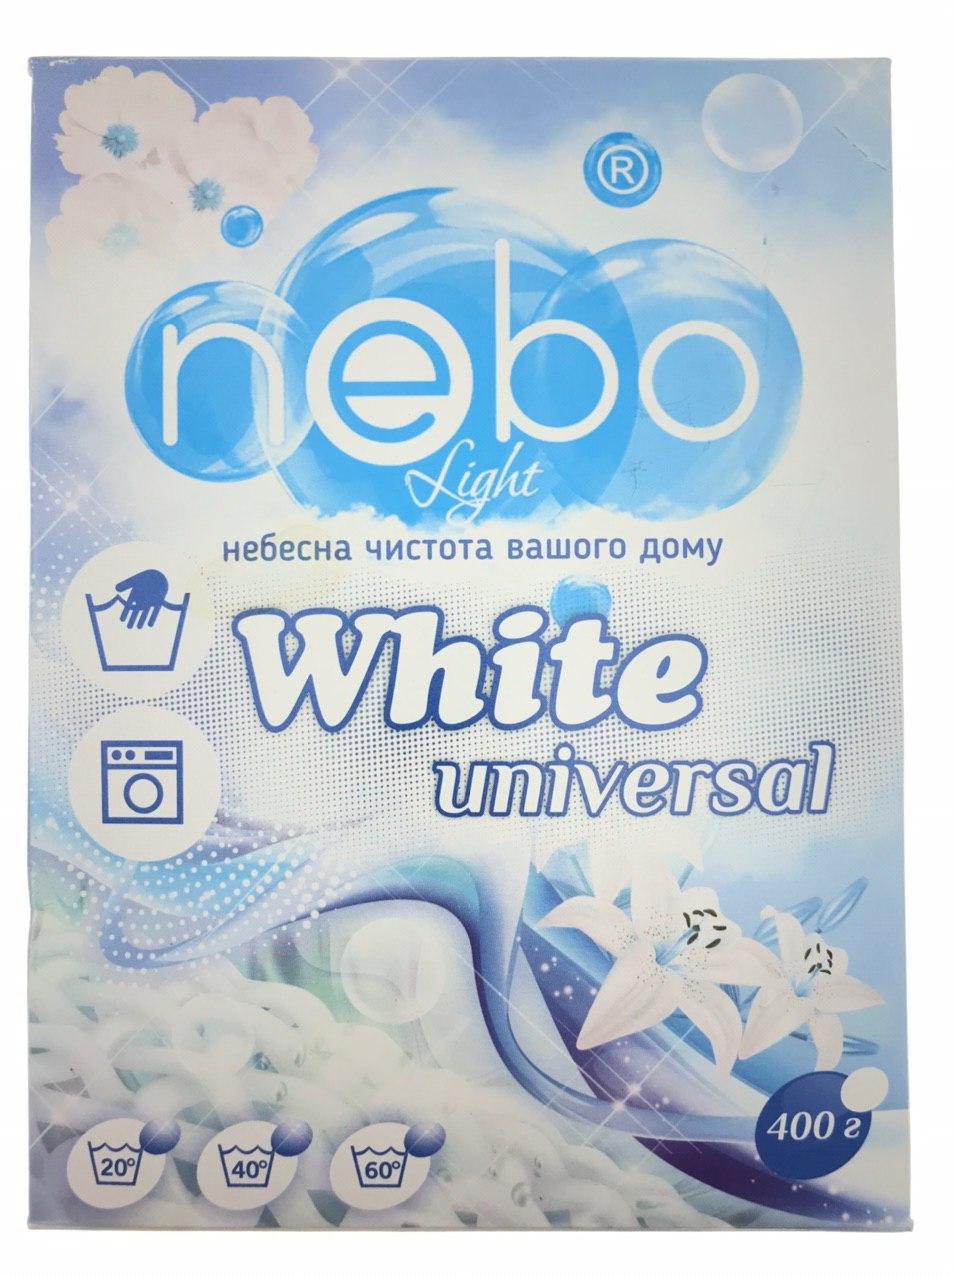 ®
nebo
Light
небесна чистота вашого дому
White
universal
400 г
20° 40° 60°